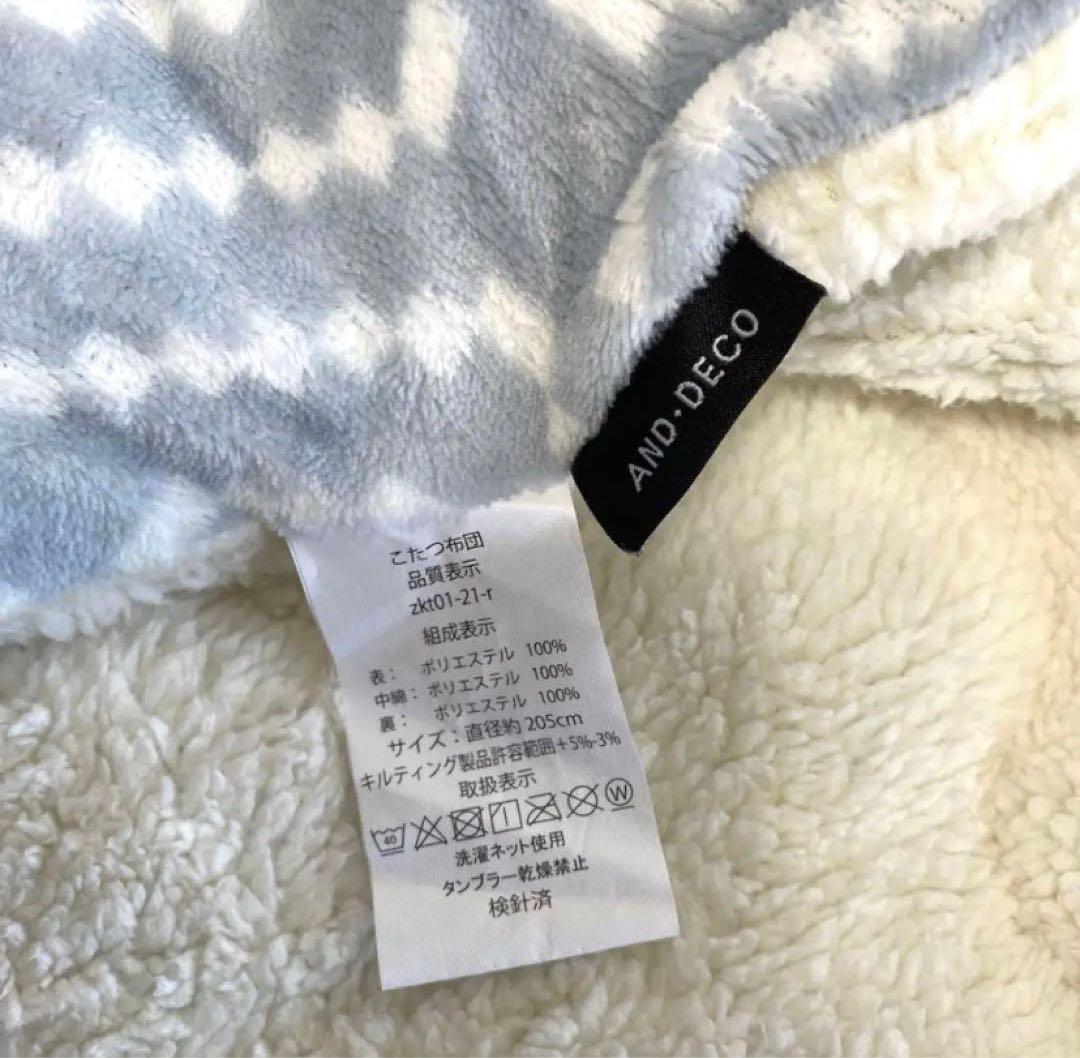 AND・DECO
こたつ布団
品質表示
zkt01-21-r
組成表示
表： ポリエステル 100%
中綿： ポリエステル 100%
裏： ポリエステル 100%
サイズ：直径約 205cm
キルティング製品許容範囲＋5%-3%
取扱表示
40 W
洗濯ネット使用
タンブラー乾燥禁止
検針済